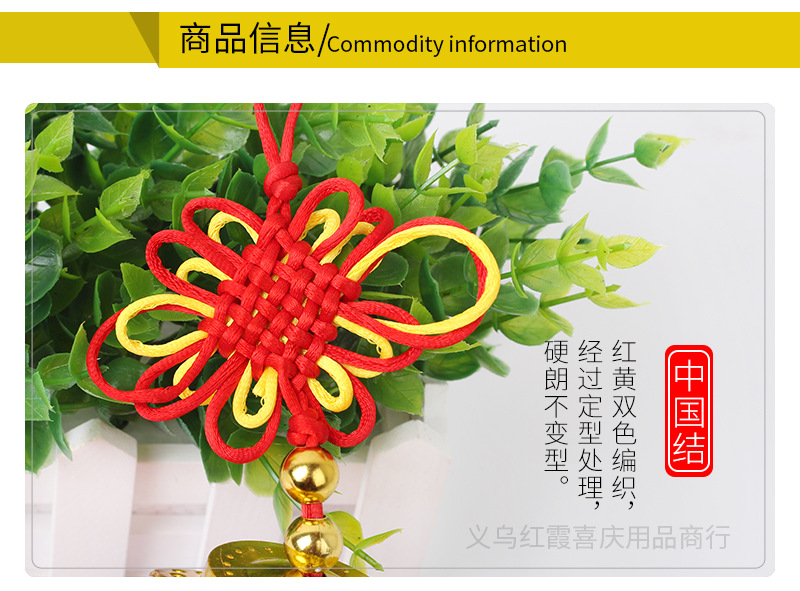 商品信息/Commodity information
红黄双色编织，
经过定型处理，
硬朗不变型。
中国结
义乌红霞喜庆用品商行